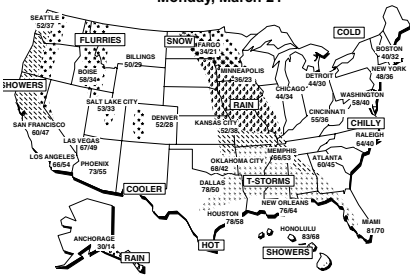 Monday, March 24
SEATTLE
52/37
FLURRIES
SNOW
COLD
FARGO
34/21
BOSTON
40/32
BILLINGS
50/29
BOISE
58/34
MINNEAPOLIS
36/23
DETROIT
44/30
NEW YORK
48/36
SHOWERS
CHICAGO
44/34
WASHINGTON
58/40
SALT LAKE CITY
53/33
RAIN
DENVER
52/28
CINCINNATI
55/36
SAN FRANCISCO
60/47
KANSAS CITY
52/38
CHILLY
RALEIGH
64/40
LAS VEGAS
67/49
MEMPHIS
66/53
LOS ANGELES
66/54
PHOENIX
73/55
OKLAHOMA CITY
68/42
ATLANTA
60/45
COOLER
DALLAS
78/50
T-STORMS
NEW ORLEANS
76/64
HOUSTON
78/58
MIAMI
81/70
ANCHORAGE
30/14
HOT
HONOLULU
83/68
RAIN
SHOWERS